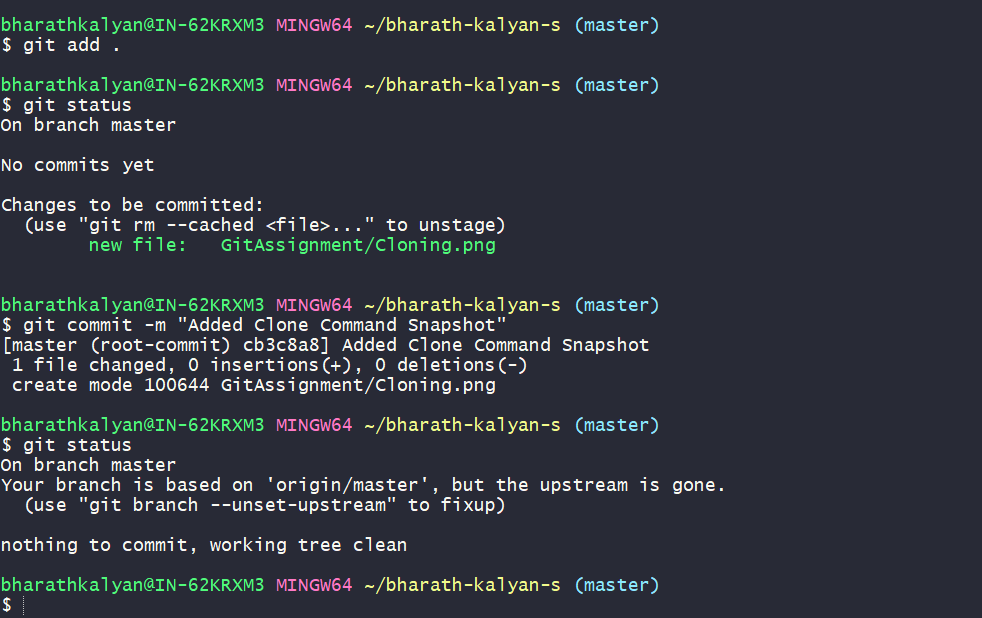 bharathkalyan@IN-62KRXM3 MINGW64 ~/bharath-kalyan-s (master)
$ git add .
bharathkalyan@IN-62KRXM3 MINGW64 ~/bharath-kalyan-s (master)
$ git status
On branch master
No commits yet
Changes to be committed:
  (use "git rm --cached <file>..." to unstage)
        new file:   GitAssignment/Cloning.png
bharathkalyan@IN-62KRXM3 MINGW64 ~/bharath-kalyan-s (master)
$ git commit -m "Added Clone Command Snapshot"
[master (root-commit) cb3c8a8] Added Clone Command Snapshot
 1 file changed, 0 insertions(+), 0 deletions(-)
 create mode 100644 GitAssignment/Cloning.png
bharathkalyan@IN-62KRXM3 MINGW64 ~/bharath-kalyan-s (master)
$ git status
On branch master
Your branch is based on 'origin/master', but the upstream is gone.
  (use "git branch --unset-upstream" to fixup)
nothing to commit, working tree clean
bharathkalyan@IN-62KRXM3 MINGW64 ~/bharath-kalyan-s (master)
$